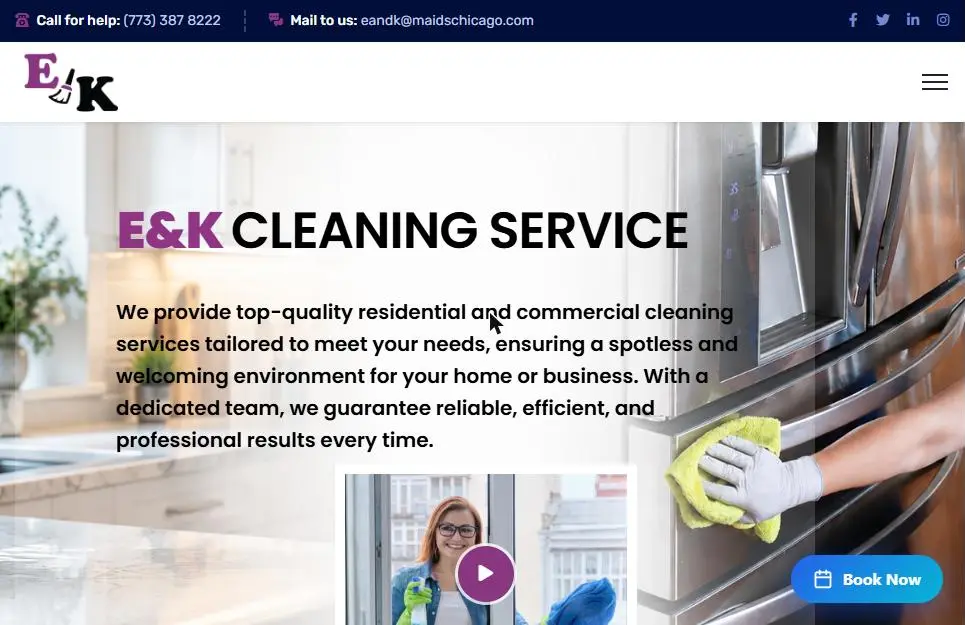 Call for help: (773) 387 8222
Mail to us: eandk@maidschicago.com
E K
E&K CLEANING SERVICE
We provide top-quality residential and commercial cleaning
services tailored to meet your needs, ensuring a spotless and
welcoming environment for your home or business. With a
dedicated team, we guarantee reliable, efficient, and
professional results every time.
Book Now